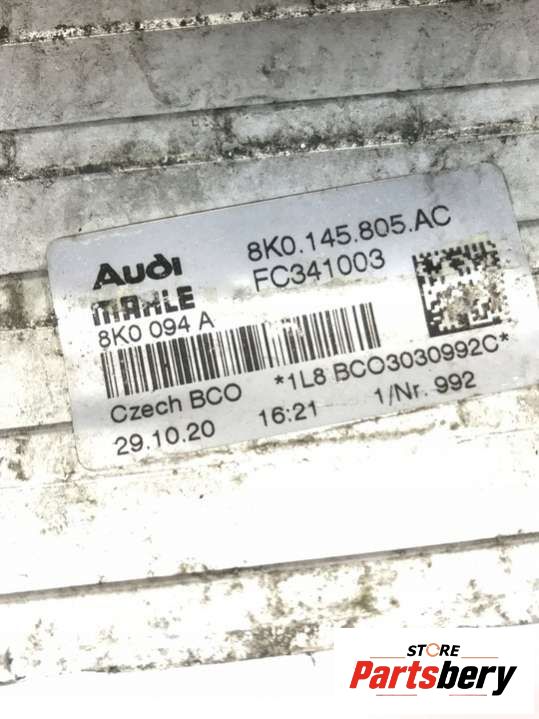 8K0.145.805.AC
Audi
FC341003
MAHLE
8K0 094 A
*1L8 BCO3030992C*
Czech BCO
29.10.20 16:21 1/Nr. 992
STORE
Partsbery